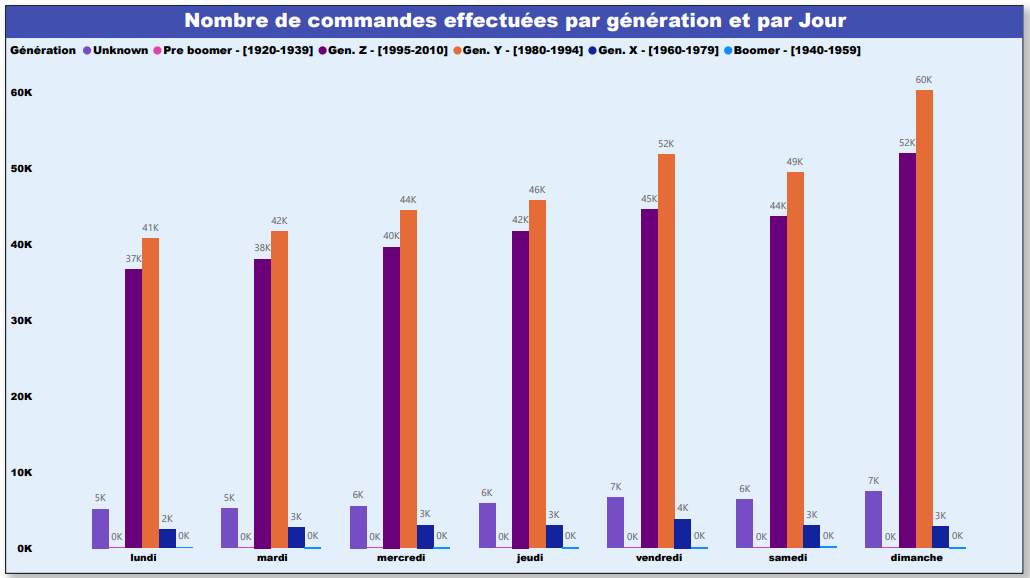 Nombre de commandes effectuées par génération et par Jour
Génération Unknown Pre boomer - [1920-1939] Gen. Z - [1995-2010] Gen. Y - [1980-1994] Gen. X - [1960-1979] Boomer - [1940-1959]
60K
50K
40K
30K
20K
10K
0K
5K 0K 37K 41K 2K 0K
5K 0K 38K 42K 3K 0K
6K 0K 40K 44K 3K 0K
6K 0K 42K 46K 3K 0K
7K 0K 45K 52K 4K 0K
6K 0K 44K 49K 3K 0K
7K 0K 52K 60K 3K 0K
lundi mardi mercredi jeudi vendredi samedi dimanche